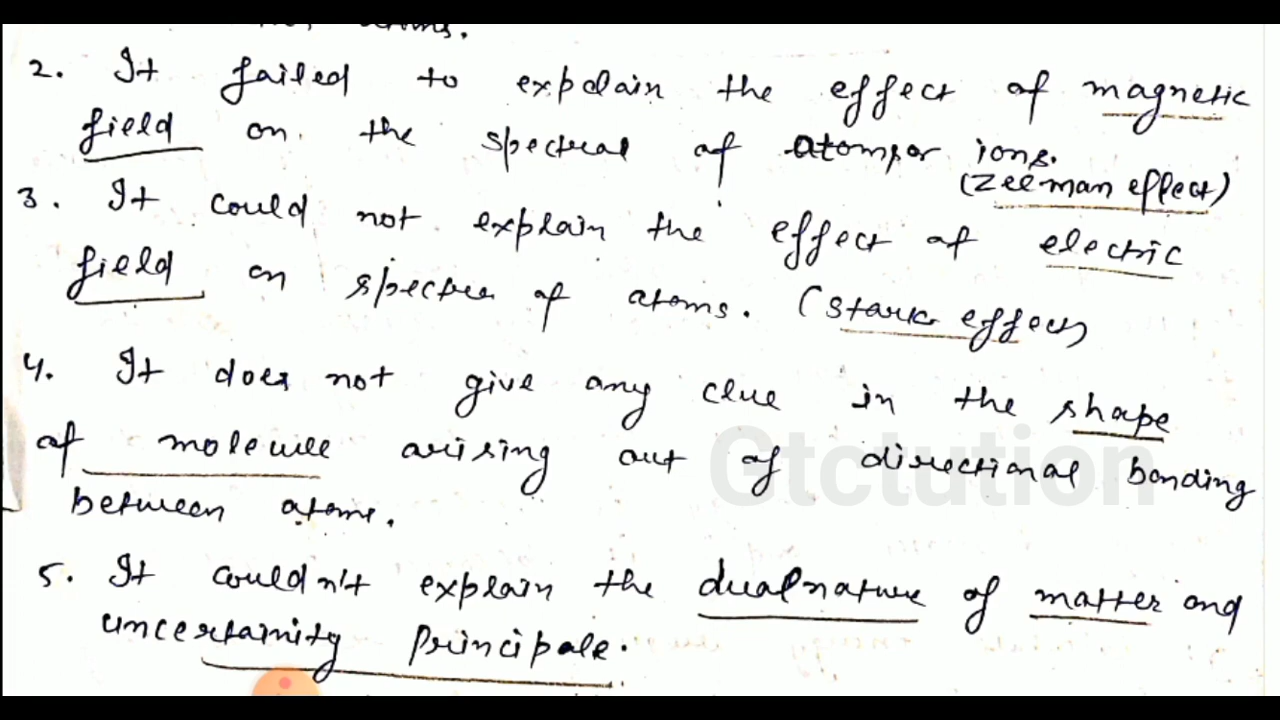 atoms.
2. It failed to explain the effect of magnetic
field on the spectral of atoms or ions.
(Zeeman effect)
3. It could not explain the effect of electric
field on spectra of atoms. (Stark effect)
4. It does not give any clue in the shape
of molecule arising out of directional bonding
between atoms.
Gtctution
5. It couldn't explain the dual nature of matter and
uncertainity principale.